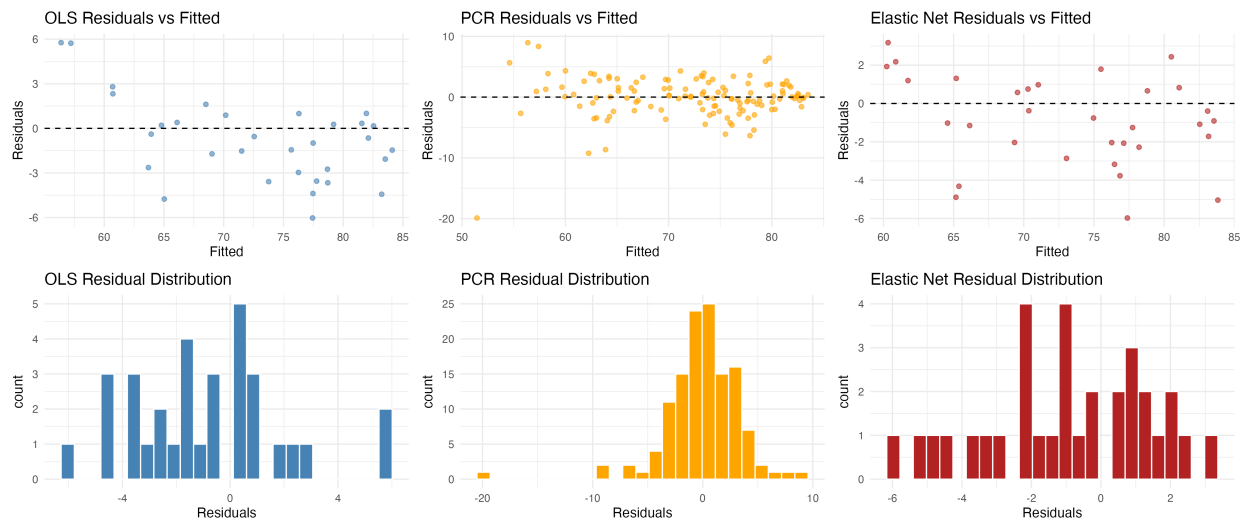 OLS Residuals vs Fitted
Residuals
6
3
0
-3
-6
60 65 70 75 80 85
Fitted
PCR Residuals vs Fitted
Residuals
10
0
-10
-20
50 60 70 80
Fitted
Elastic Net Residuals vs Fitted
Residuals
2
0
-2
-4
-6
60 65 70 75 80 85
Fitted
OLS Residual Distribution
count
5
4
3
2
1
0
-4 0 4
Residuals
PCR Residual Distribution
count
25
20
15
10
5
0
-20 -10 0 10
Residuals
Elastic Net Residual Distribution
count
4
3
2
1
0
-6 -4 -2 0 2
Residuals